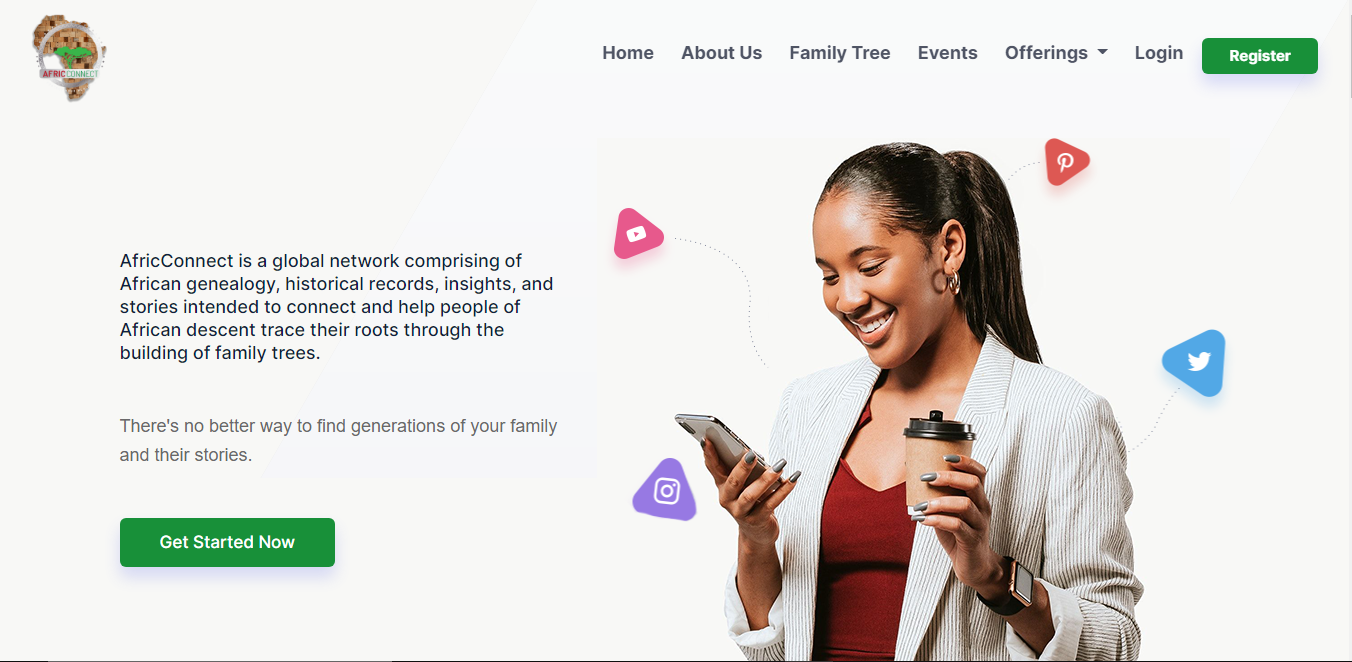 AFRICCONNECT
Home About Us Family Tree Events Offerings Login Register
AfricConnect is a global network comprising of
African genealogy, historical records, insights, and
stories intended to connect and help people of
African descent trace their roots through the
building of family trees.
There's no better way to find generations of your family
and their stories.
Get Started Now